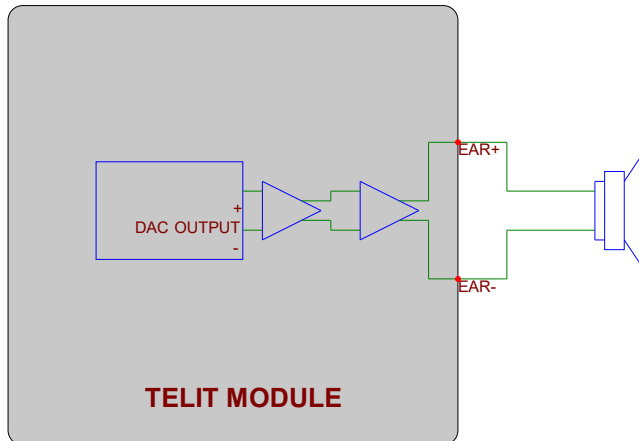 EAR+
+
DAC OUTPUT
-
EAR-
TELIT MODULE